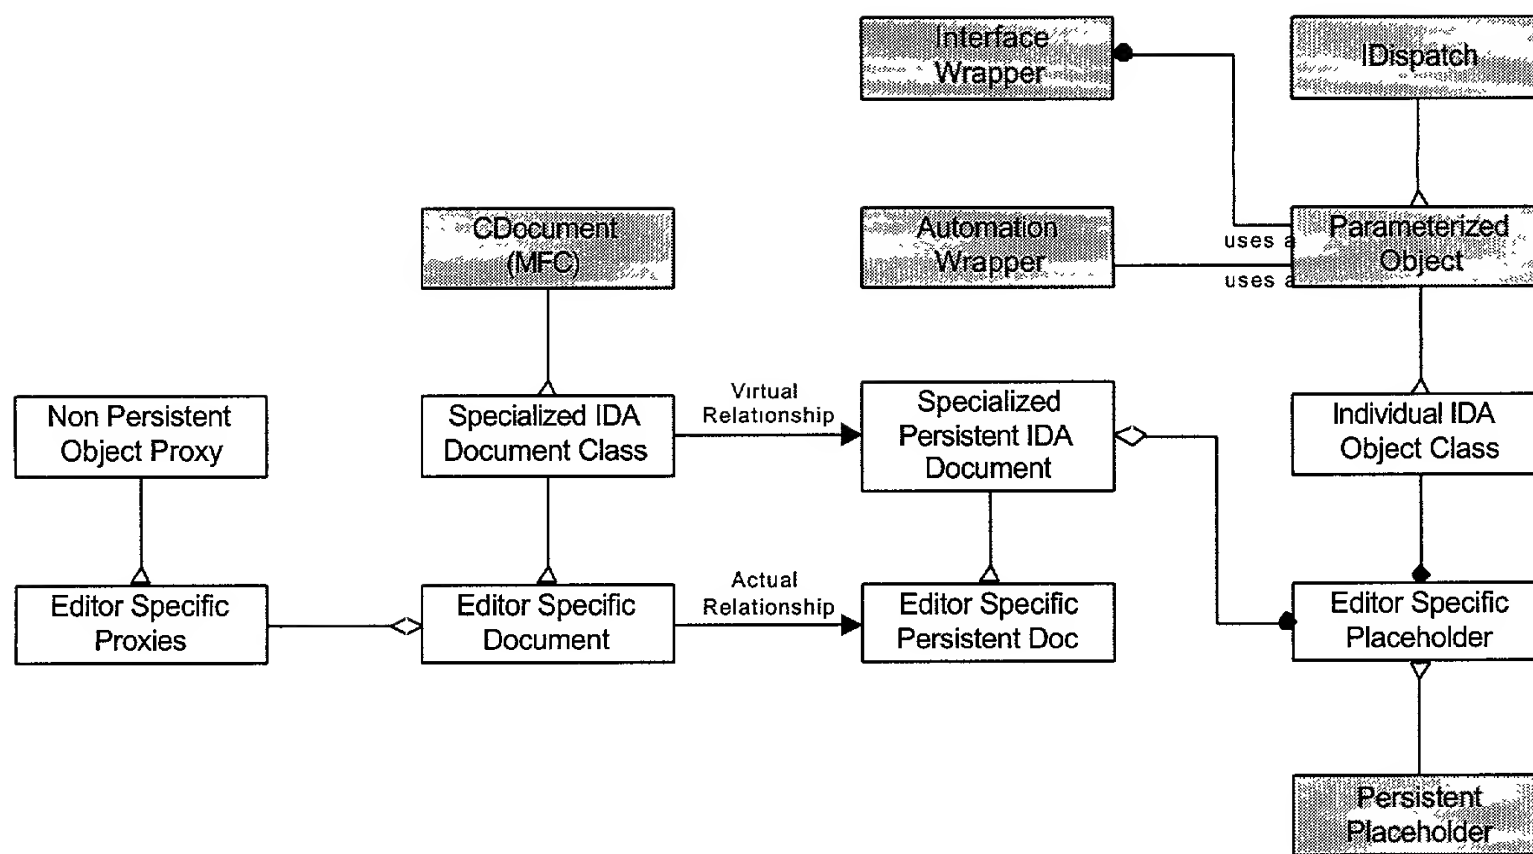 Interface
Wrapper
IDispatch
CDocument
(MFC)
Automation
Wrapper
uses a
Parameterized
Object
uses a
Non Persistent
Object Proxy
Specialized IDA
Document Class
Virtual
Relationship
Specialized
Persistent IDA
Document
Individual IDA
Object Class
Editor Specific
Proxies
Editor Specific
Document
Actual
Relationship
Editor Specific
Persistent Doc
Editor Specific
Placeholder
Persistent
Placeholder